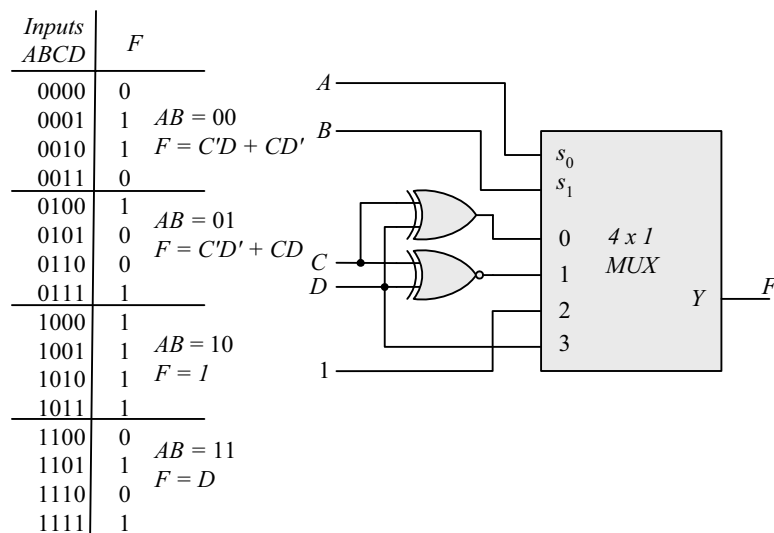 Inputs
ABCD F
0000 0
0001 1
0010 1
0011 0
AB = 00
F = C'D + CD'
0100 1
0101 0
0110 0
0111 1
AB = 01
F = C'D' + CD
1000 1
1001 1
1010 1
1011 1
AB = 10
F = 1
1100 0
1101 1
1110 0
1111 1
AB = 11
F = D
A
B
C
D
1
s0
s1
0
1
2
3
4 x 1
MUX
Y
F